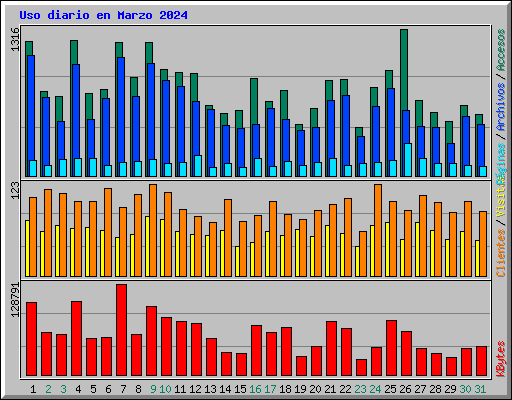 Uso diario en Marzo 2024
1316
123
128791
Clientes / Visitas
Páginas / Archivos / Accesos
KBytes
1 2 3 4 5 6 7 8 9 10 11 12 13 14 15 16 17 18 19 20 21 22 23 24 25 26 27 28 29 30 31